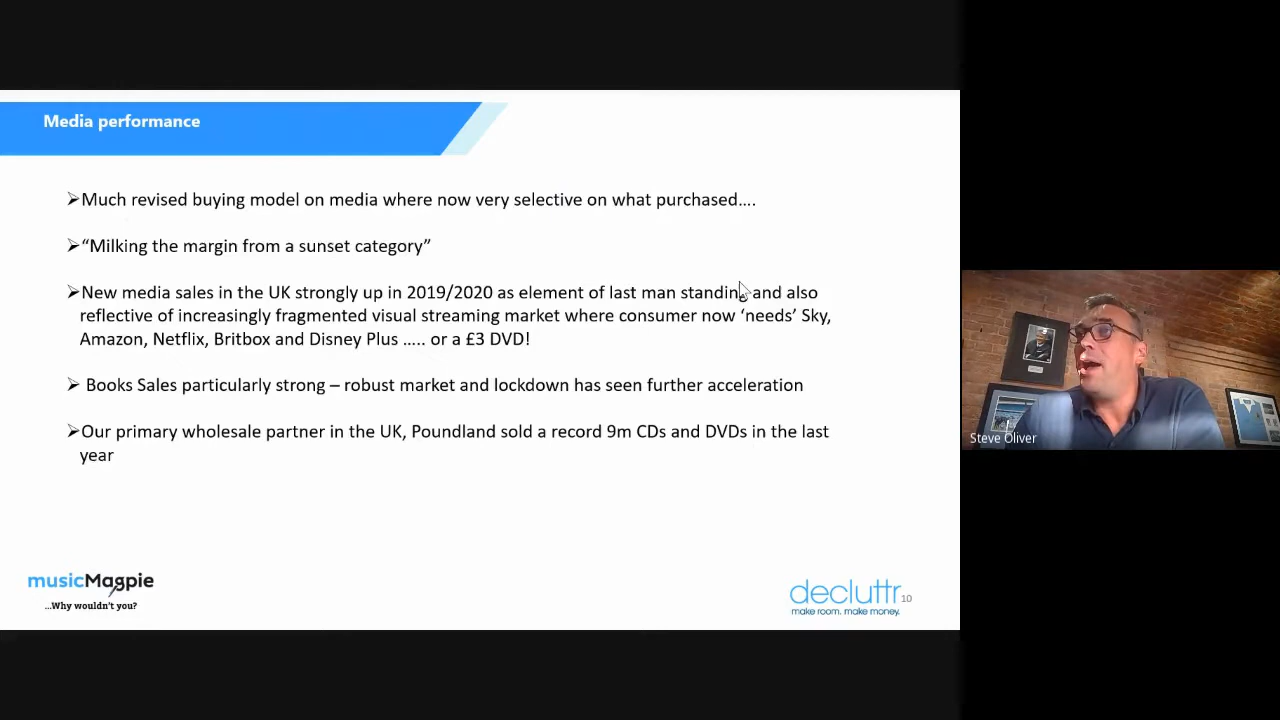 Media performance
➢Much revised buying model on media where now very selective on what purchased….
➢“Milking the margin from a sunset category”
➢New media sales in the UK strongly up in 2019/2020 as element of last man standing and also
reflective of increasingly fragmented visual streaming market where consumer now ‘needs’ Sky,
Amazon, Netflix, Britbox and Disney Plus ….. or a £3 DVD!
➢ Books Sales particularly strong – robust market and lockdown has seen further acceleration
➢Our primary wholesale partner in the UK, Poundland sold a record 9m CDs and DVDs in the last
year
musicMagpie
...Why wouldn't you?
decluttr
make room. make money.
10
Steve Oliver